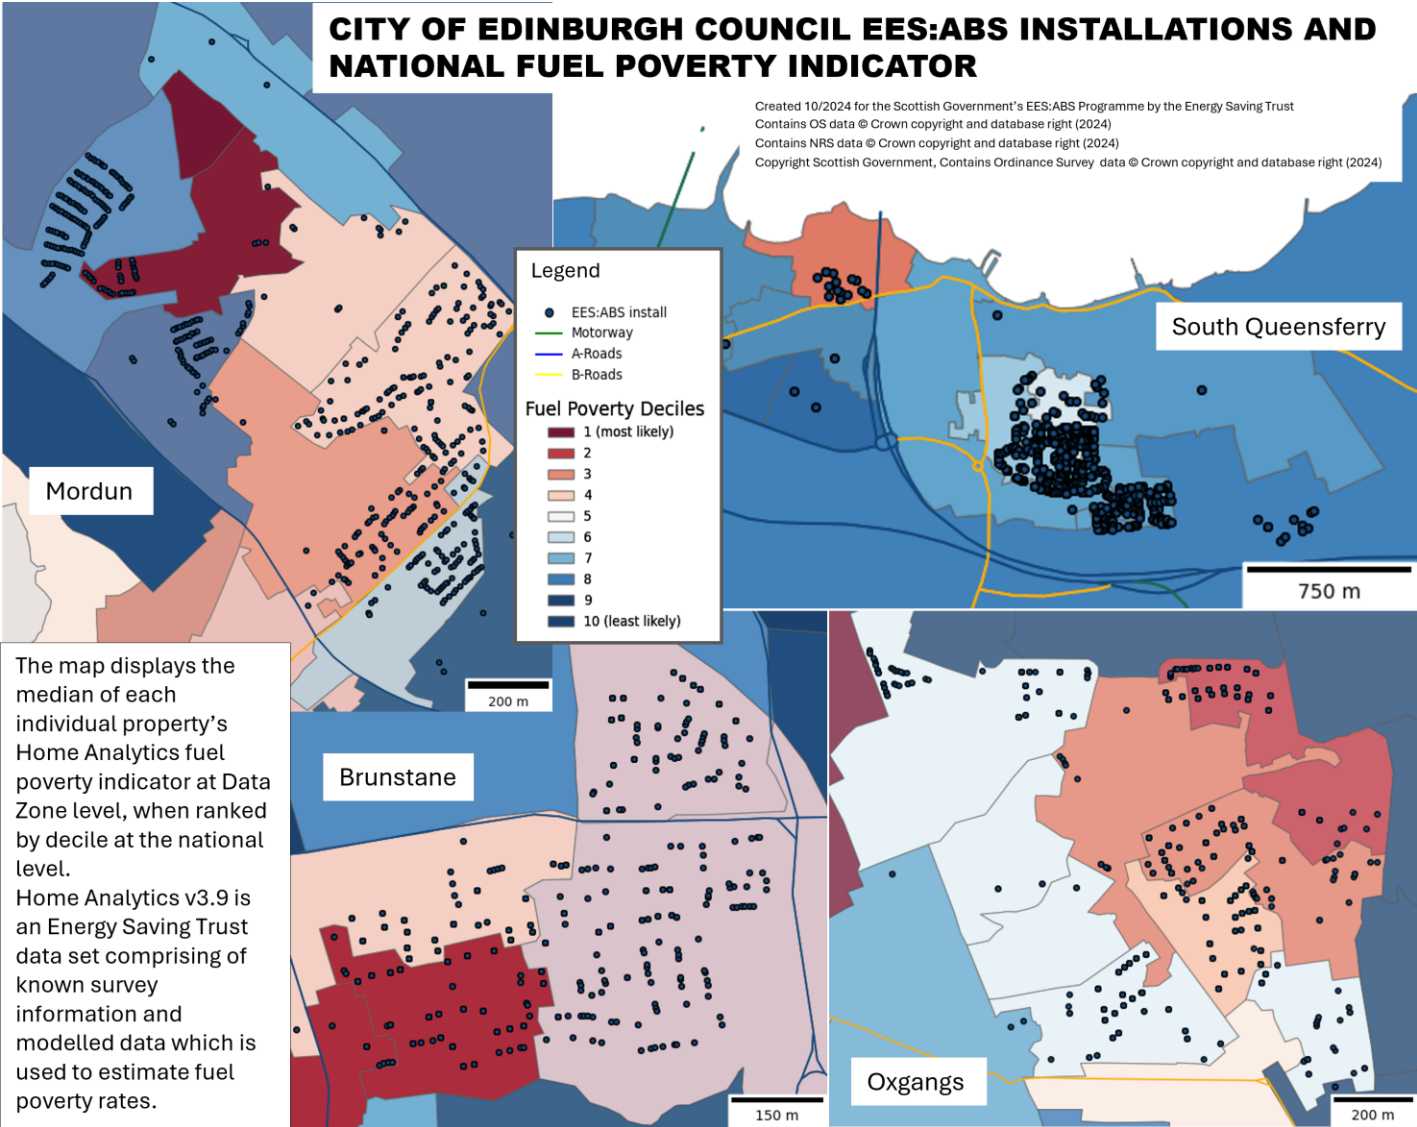 CITY OF EDINBURGH COUNCIL EES:ABS INSTALLATIONS AND
NATIONAL FUEL POVERTY INDICATOR
Created 10/2024 for the Scottish Government's EES:ABS Programme by the Energy Saving Trust
Contains OS data © Crown copyright and database right (2024)
Contains NRS data © Crown copyright and database right (2024)
Copyright Scottish Government, Contains Ordinance Survey data © Crown copyright and database right (2024)
Legend
EES:ABS install
Motorway
A-Roads
B-Roads
Fuel Poverty Deciles
1 (most likely)
2
3
4
5
6
7
8
9
10 (least likely)
South Queensferry
750 m
Mordun
200 m
The map displays the
median of each
individual property's
Home Analytics fuel
poverty indicator at Data
Zone level, when ranked
by decile at the national
level.
Home Analytics v3.9 is
an Energy Saving Trust
data set comprising of
known survey
information and
modelled data which is
used to estimate fuel
poverty rates.
Brunstane
150 m
Oxgangs
200 m